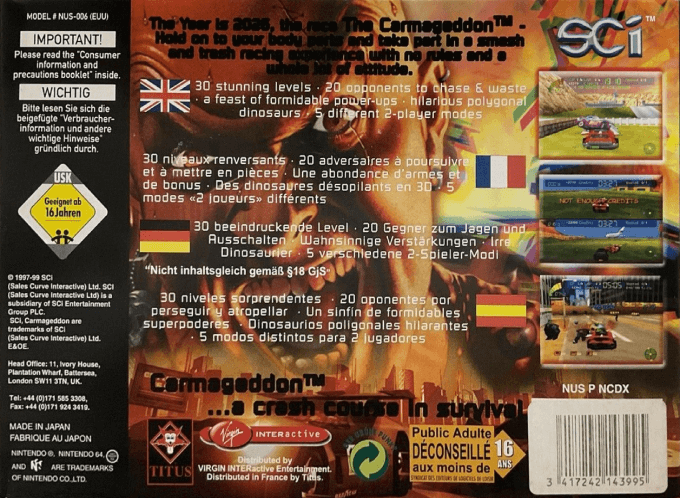 MODEL # NUS-006 (EUU)
IMPORTANT!
Please read the "Consumer
information and
precautions booklet" inside.
WICHTIG
Bitte lesen Sie sich die
beigefügte "Verbraucher-
information und andere
wichtige Hinweise"
gründlich durch.
USK
Geeignet ab
16 Jahren
© 1997-99 SCi
(Sales Curve Interactive) Ltd. SCI
(Sales Curve Interactive Ltd) is a
subsidiary of SCi Entertainment
Group PLC.
SCi, Carmageddon are
trademarks of SCi
(Sales Curve Interactive) Ltd.
E&OE.
Head Office: 11, Ivory House,
Plantation Wharf, Battersea,
London SW11 3TN, UK.
Tel: +44 (0)171 585 3308,
Fax: +44 (0)171 924 3419.
MADE IN JAPAN
FABRIQUE AU JAPON
NINTENDO ®, NINTENDO 64,
AND N ARE TRADEMARKS
OF NINTENDO CO.,LTD.
The Year is 2026, the race The Carmageddon™ -
Hold on to your body parts and take part in a smash
and trash racing experience with no rules and a
whole lot of attitude.
30 stunning levels · 20 opponents to chase & waste
· a feast of formidable power-ups · hilarious polygonal
dinosaurs · 5 different 2-player modes
30 niveaux renversants · 20 adversaires à poursuivre
et à mettre en pièces · Une abondance d'armes et
de bonus · Des dinosaures désopilants en 3D · 5
modes «2 joueurs» différents
30 beeindruckende Level · 20 Gegner zum Jagen und
Ausschalten · Wahnsinnige Verstärkungen · Irre
Dinosaurier · 5 verschiedene 2-Spieler-Modi
"Nicht inhaltsgleich gemäß §18 GjS"
30 niveles sorprendentes · 20 oponentes por
perseguir y atropellar · Un sinfín de formidables
superpoderes · Dinosaurios poligonales hilarantes
· 5 modos distintos para 2 jugadores
Carmageddon™
...a crash course in survival
TITUS
Virgin INTERactive
Distributed by
VIRGIN INTERactive Entertainment.
Distributed in France by Titus.
Public Adulte
DÉCONSEILLÉ
aux moins de
16
ANS
SCi™
03:27
NOT ENOUGH CREDITS
03:27
05:05
NUS P NCDX
3 417242 143995